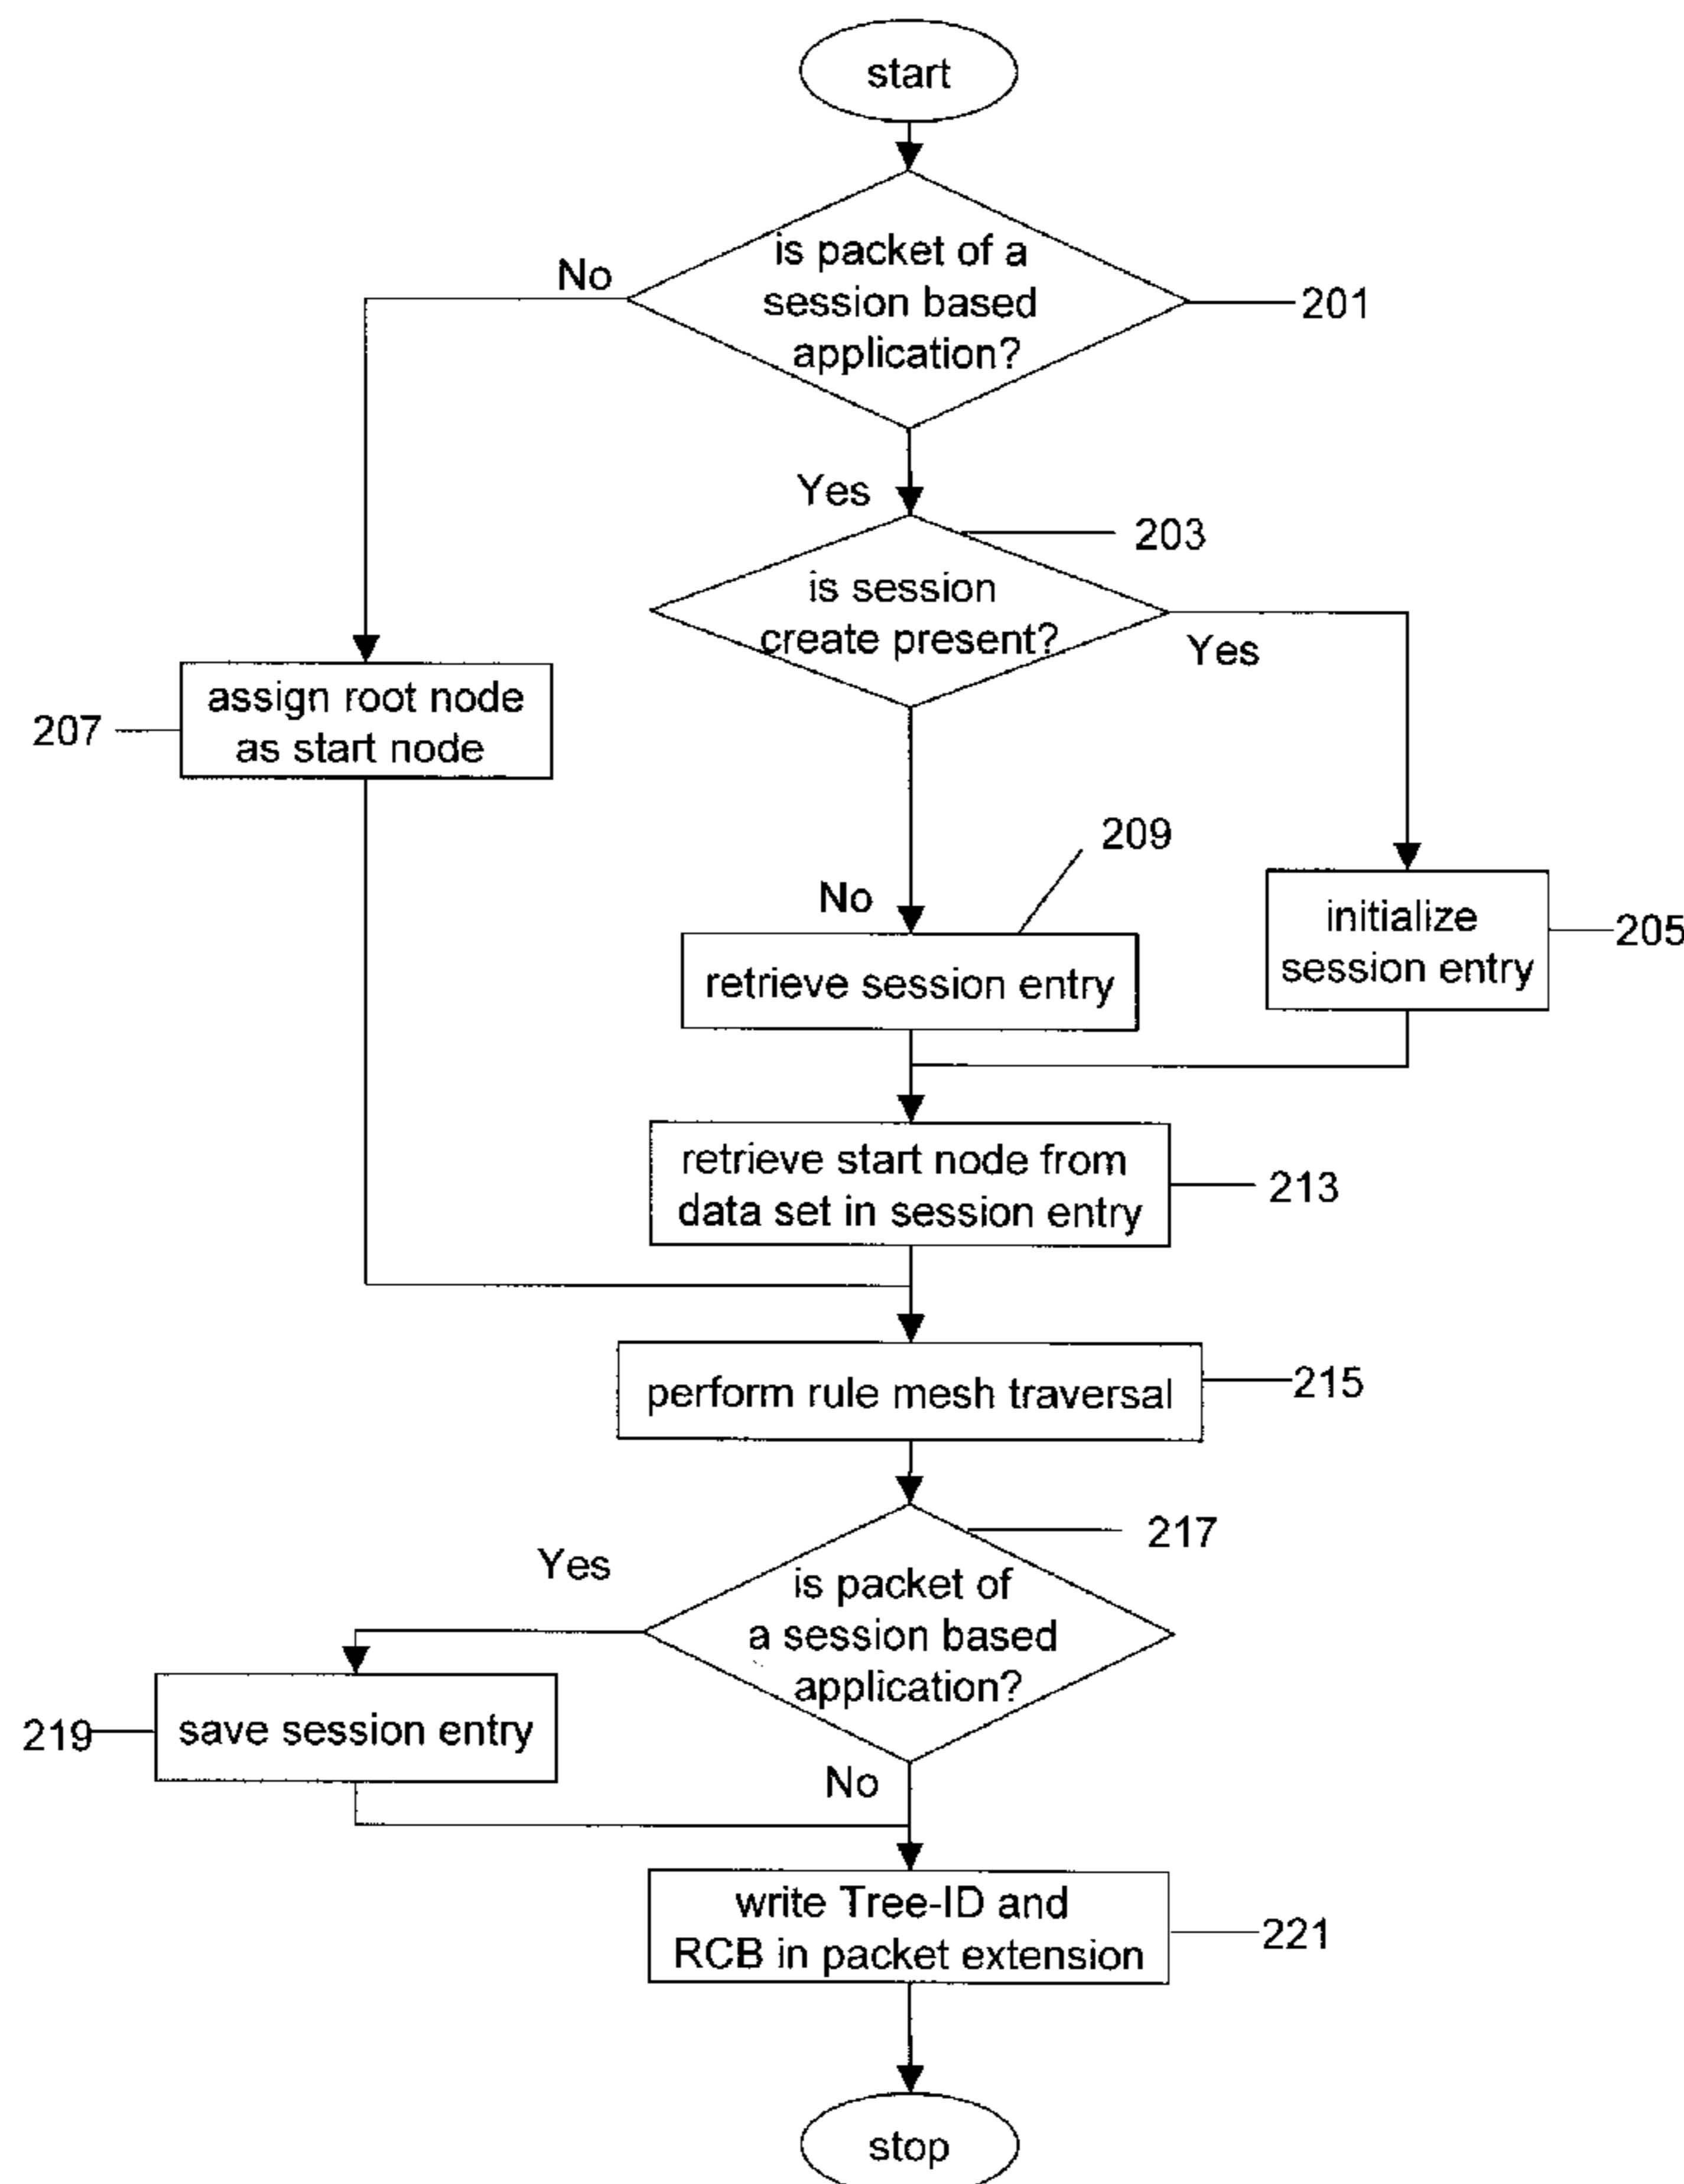 start
is packet of a
session based
application?
No
201
Yes
203
is session
create present?
Yes
assign root node
as start node
207
209
No
initialize
session entry
205
retrieve session entry
retrieve start node from
data set in session entry
213
perform rule mesh traversal
215
217
Yes
is packet of
a session based
application?
219
save session entry
No
write Tree-ID and
RCB in packet extension
221
stop